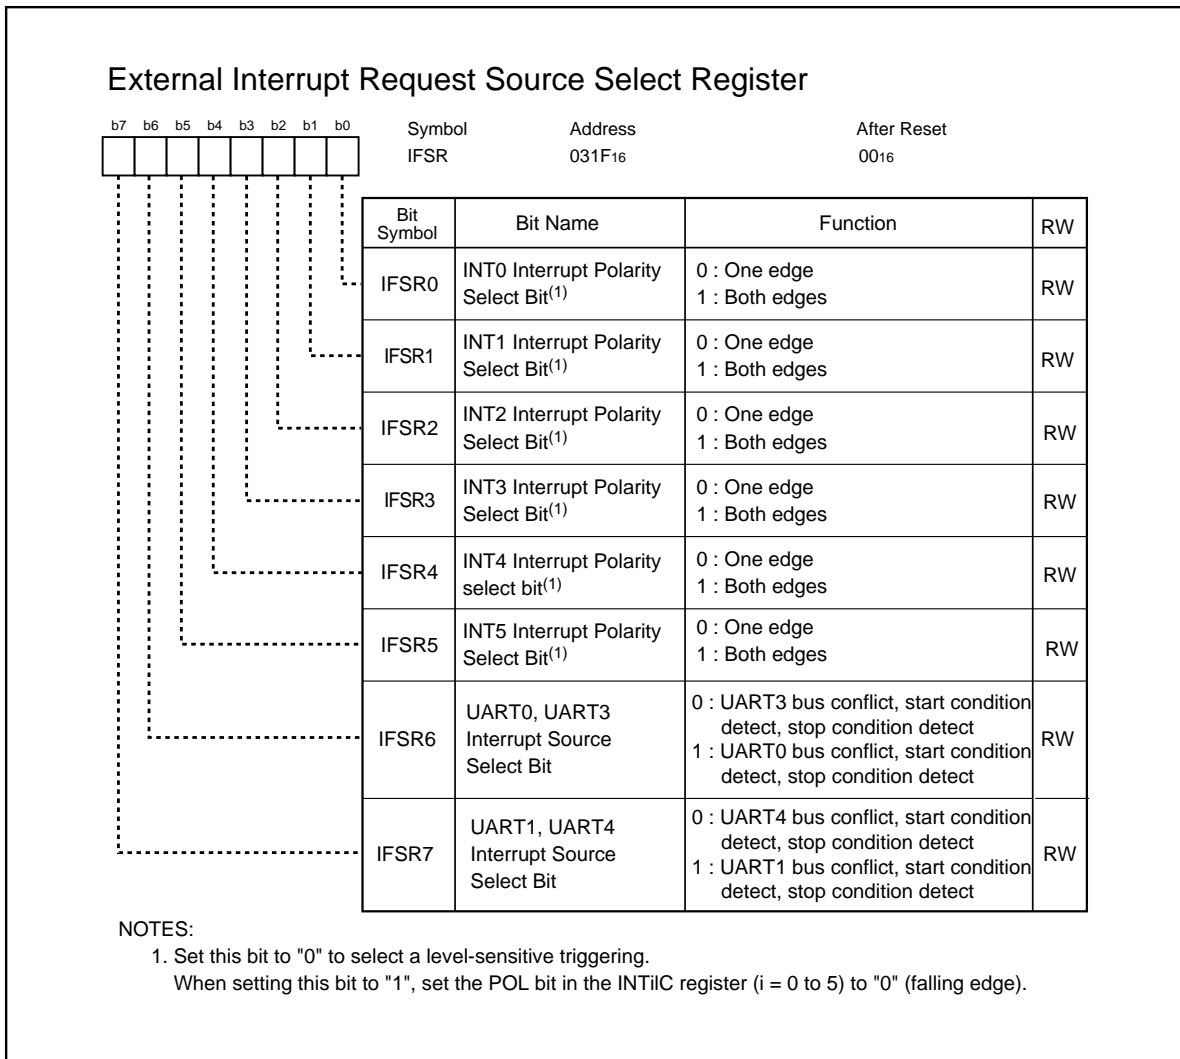 External Interrupt Request Source Select Register
b7 b6 b5 b4 b3 b2 b1 b0
Symbol Address After Reset
IFSR 031F16 0016
Bit Symbol Bit Name Function RW
IFSR0 INT0 Interrupt Polarity Select Bit(1) 0 : One edge 1 : Both edges RW
IFSR1 INT1 Interrupt Polarity Select Bit(1) 0 : One edge 1 : Both edges RW
IFSR2 INT2 Interrupt Polarity Select Bit(1) 0 : One edge 1 : Both edges RW
IFSR3 INT3 Interrupt Polarity Select Bit(1) 0 : One edge 1 : Both edges RW
IFSR4 INT4 Interrupt Polarity select bit(1) 0 : One edge 1 : Both edges RW
IFSR5 INT5 Interrupt Polarity Select Bit(1) 0 : One edge 1 : Both edges RW
IFSR6 UART0, UART3 Interrupt Source Select Bit 0 : UART3 bus conflict, start condition detect, stop condition detect 1 : UART0 bus conflict, start condition detect, stop condition detect RW
IFSR7 UART1, UART4 Interrupt Source Select Bit 0 : UART4 bus conflict, start condition detect, stop condition detect 1 : UART1 bus conflict, start condition detect, stop condition detect RW
NOTES:
1. Set this bit to "0" to select a level-sensitive triggering.
When setting this bit to "1", set the POL bit in the INTiIC register (i = 0 to 5) to "0" (falling edge).